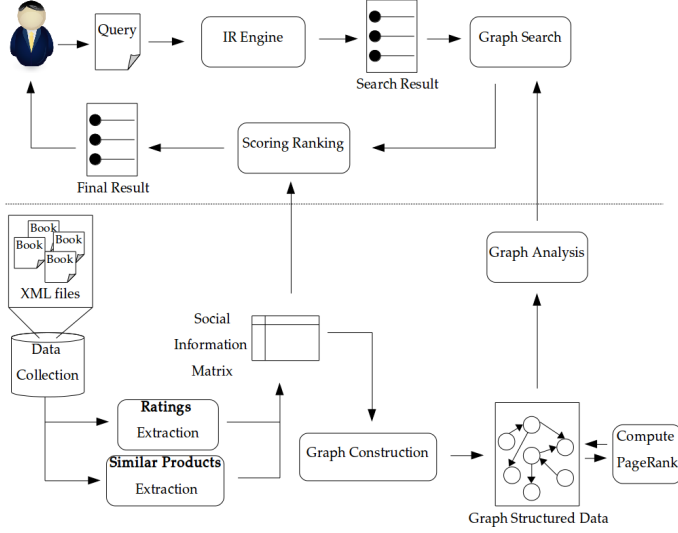 Query
IR Engine
Search Result
Graph Search
Final Result
Scoring Ranking
Book
Book
Book
Book
XML files
Data
Collection
Ratings
Extraction
Similar Products
Extraction
Social
Information
Matrix
Graph Construction
Graph Analysis
Graph Structured Data
Compute
PageRank